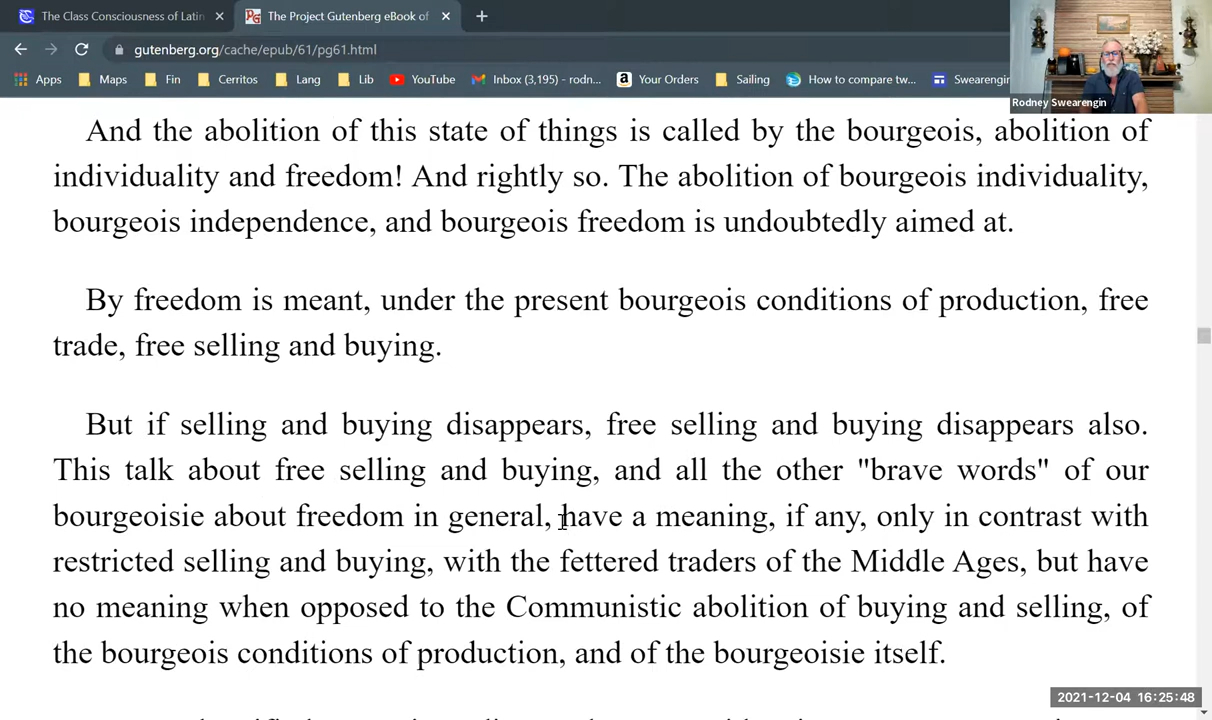 The Class Consciousness of Latin
The Project Gutenberg eBook of
gutenberg.org/cache/epub/61/pg61.html
Apps
Maps
Fin
Cerritos
Lang
Lib
YouTube
Inbox (3,195) - rodn...
Your Orders
Sailing
How to compare tw...
Swearengin
Rodney Swearengin
And the abolition of this state of things is called by the bourgeois, abolition of
individuality and freedom! And rightly so. The abolition of bourgeois individuality,
bourgeois independence, and bourgeois freedom is undoubtedly aimed at.
By freedom is meant, under the present bourgeois conditions of production, free
trade, free selling and buying.
But if selling and buying disappears, free selling and buying disappears also.
This talk about free selling and buying, and all the other "brave words" of our
bourgeoisie about freedom in general, have a meaning, if any, only in contrast with
restricted selling and buying, with the fettered traders of the Middle Ages, but have
no meaning when opposed to the Communistic abolition of buying and selling, of
the bourgeois conditions of production, and of the bourgeoisie itself.
2021-12-04 16:25:48